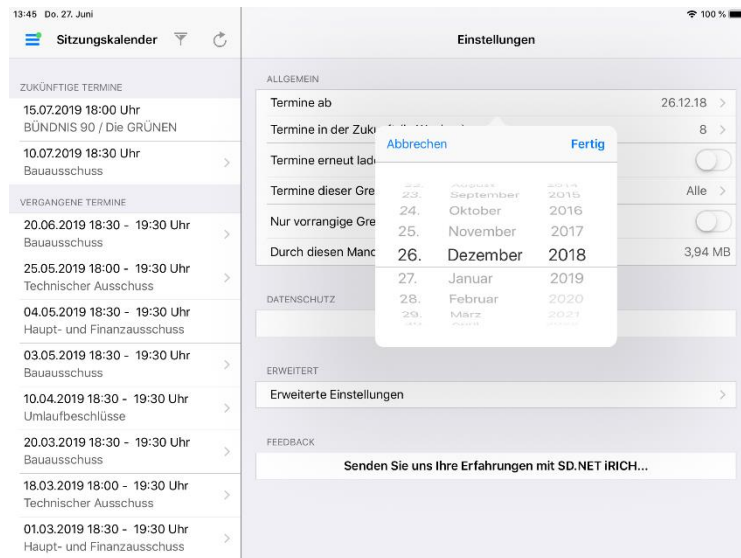 13:45 Do. 27. Juni
100 %
Sitzungskalender
Einstellungen
ZUKÜNFTIGE TERMINE
15.07.2019 18:00 Uhr
BÜNDNIS 90 / Die GRÜNEN
10.07.2019 18:30 Uhr
Bauausschuss
VERGANGENE TERMINE
20.06.2019 18:30 - 19:30 Uhr
Bauausschuss
25.05.2019 18:00 - 19:30 Uhr
Technischer Ausschuss
04.05.2019 18:30 - 19:30 Uhr
Haupt- und Finanzausschuss
03.05.2019 18:30 - 19:30 Uhr
Bauausschuss
10.04.2019 18:30 - 19:30 Uhr
Umlaufbeschlüsse
20.03.2019 18:30 - 19:30 Uhr
Bauausschuss
18.03.2019 18:00 - 19:30 Uhr
Technischer Ausschuss
01.03.2019 18:30 - 19:30 Uhr
Haupt- und Finanzausschuss
ALLGEMEIN
Termine ab 26.12.18
Termine in der 8
Termine erneut
Termine dieser Alle
Nur vorrangige
Durch diesen 3,94 MB
Abbrechen Fertig
23. September 2015
24. Oktober 2016
25. November 2017
26. Dezember 2018
27. Januar 2019
28. Februar 2020
29. März 2021
DATENSCHUTZ
ERWEITERT
Erweiterte Einstellungen
FEEDBACK
Senden Sie uns Ihre Erfahrungen mit SD.NET iRICH...